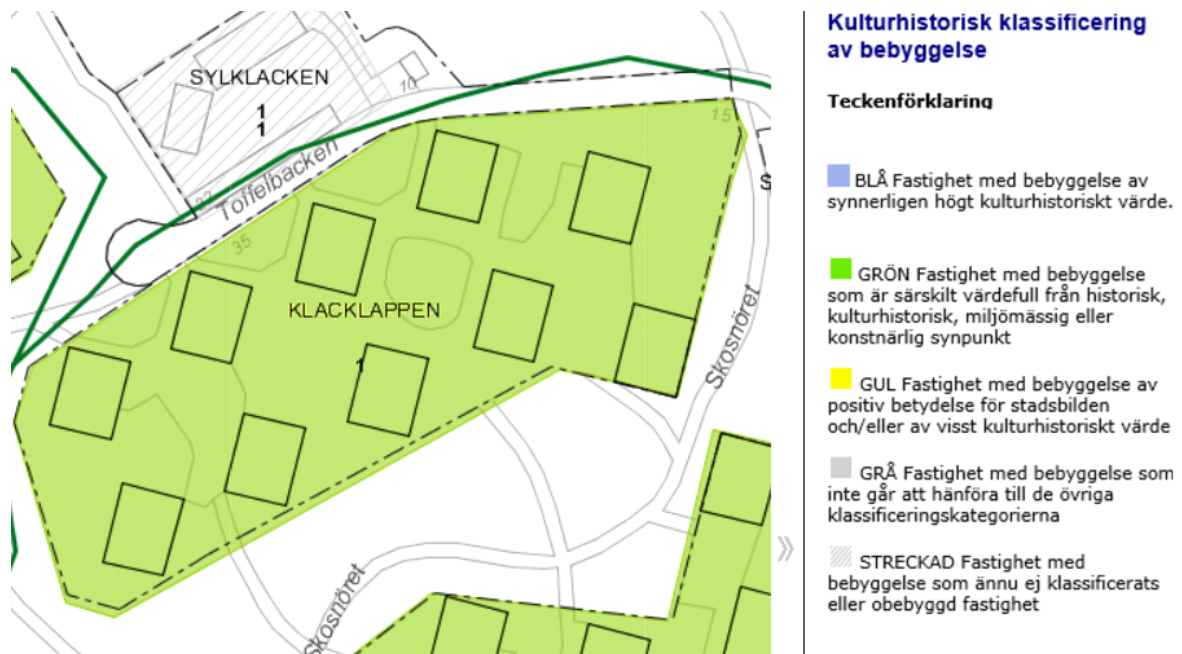 SYLKLACKEN
1
1
10
15
S
22
Toffelbacken
35
KLACKLAPPEN
1
Skosnöret
Skosnöret
Kulturhistorisk klassificering
av bebyggelse
Teckenförklaring
BLÅ Fastighet med bebyggelse av
synnerligen högt kulturhistoriskt värde.
GRÖN Fastighet med bebyggelse
som är särskilt värdefull från historisk,
kulturhistorisk, miljömässig eller
konstnärlig synpunkt
GUL Fastighet med bebyggelse av
positiv betydelse för stadsbilden
och/eller av visst kulturhistoriskt värde
GRÅ Fastighet med bebyggelse som
inte går att hänföra till de övriga
klassificeringskategorierna
»
STRECKAD Fastighet med
bebyggelse som ännu ej klassificerats
eller obebyggd fastighet